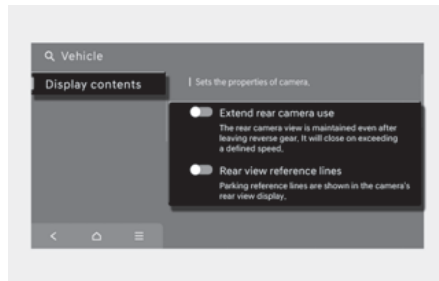 Vehicle
Display contents
Sets the properties of camera.
Extend rear camera use
The rear camera view is maintained even after
leaving reverse gear. It will close on exceeding
a defined speed.
Rear view reference lines
Parking reference lines are shown in the camera's
rear view display.